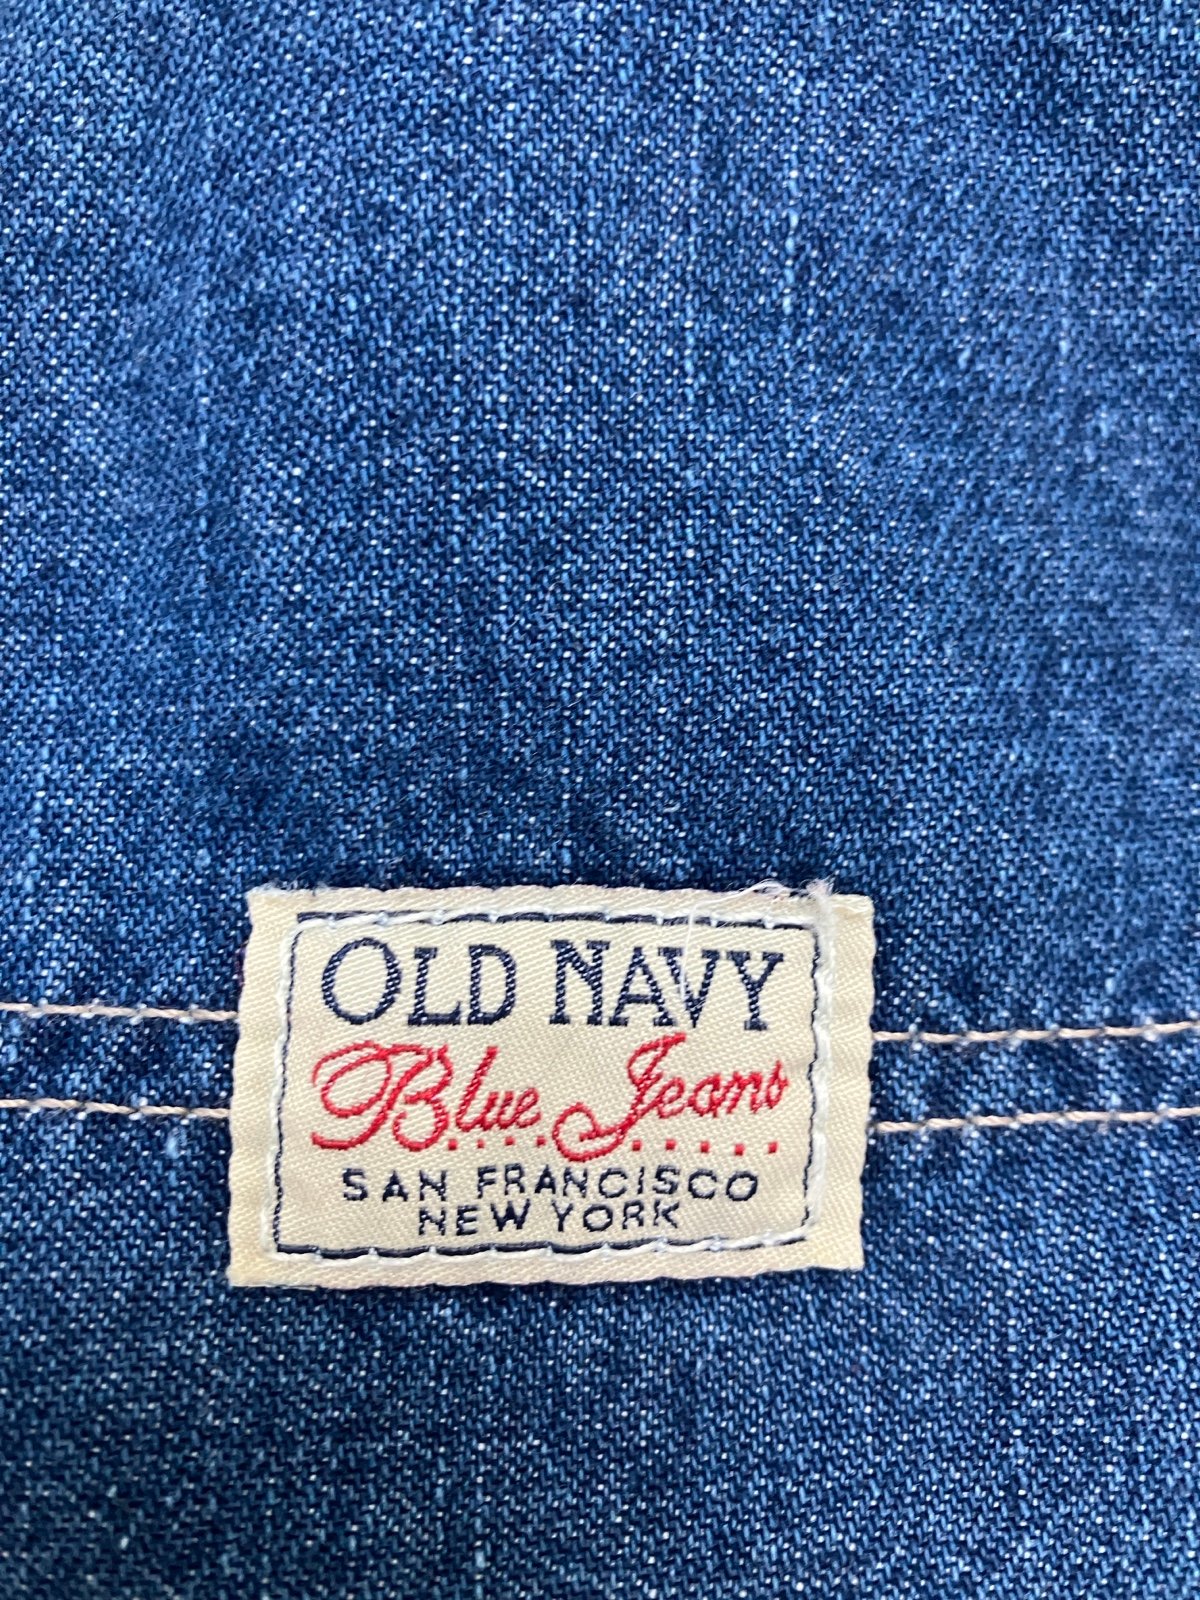 OLD NAVY
Blue Jeans
SAN FRANCISCO
NEW YORK